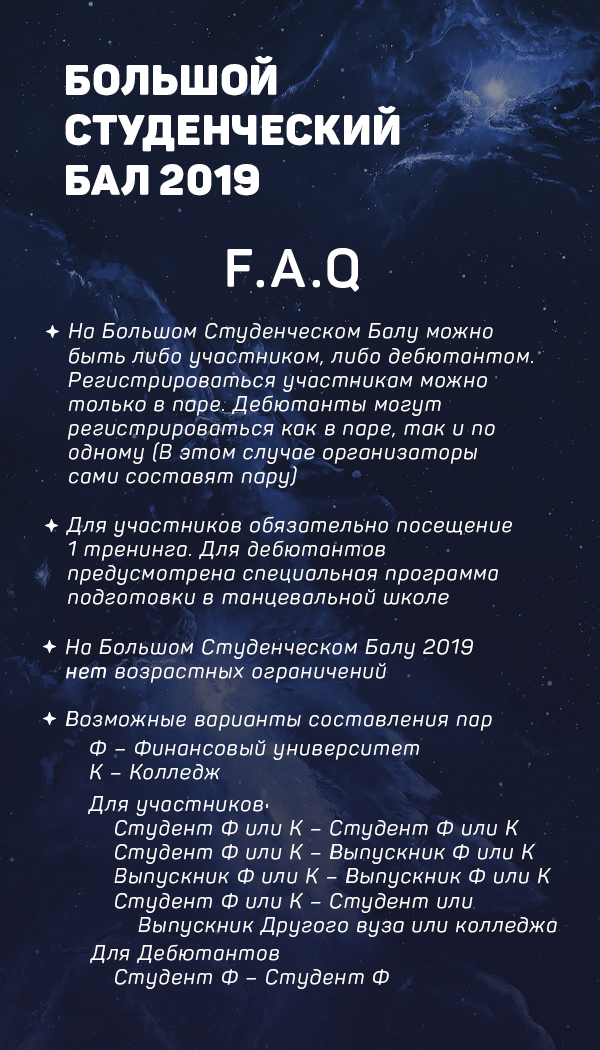 БОЛЬШОЙ
СТУДЕНЧЕСКИЙ
БАЛ 2019
F.A.Q
На Большом Студенческом Балу можно
быть либо участником, либо дебютантом.
Регистрироваться участникам можно
только в паре. Дебютанты могут
регистрироваться как в паре, так и по
одному (В этом случае организаторы
сами составят пару)
Для участников обязательно посещение
1 тренинга. Для дебютантов
предусмотрена специальная программа
подготовки в танцевальной школе
На Большом Студенческом Балу 2019
нет возрастных ограничений
Возможные варианты составления пар
Ф – Финансовый университет
К – Колледж
Для участников:
Студент Ф или К – Студент Ф или К
Студент Ф или К – Выпускник Ф или К
Выпускник Ф или К – Выпускник Ф или К
Студент Ф или К – Студент или
Выпускник Другого вуза или колледжа
Для Дебютантов
Студент Ф – Студент Ф